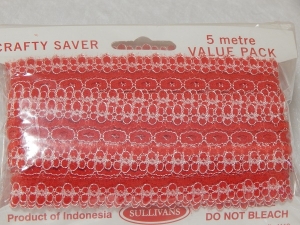 CRAFTY SAVER
5 metre
VALUE PACK
Product of Indonesia
SULLIVANS
DO NOT BLEACH